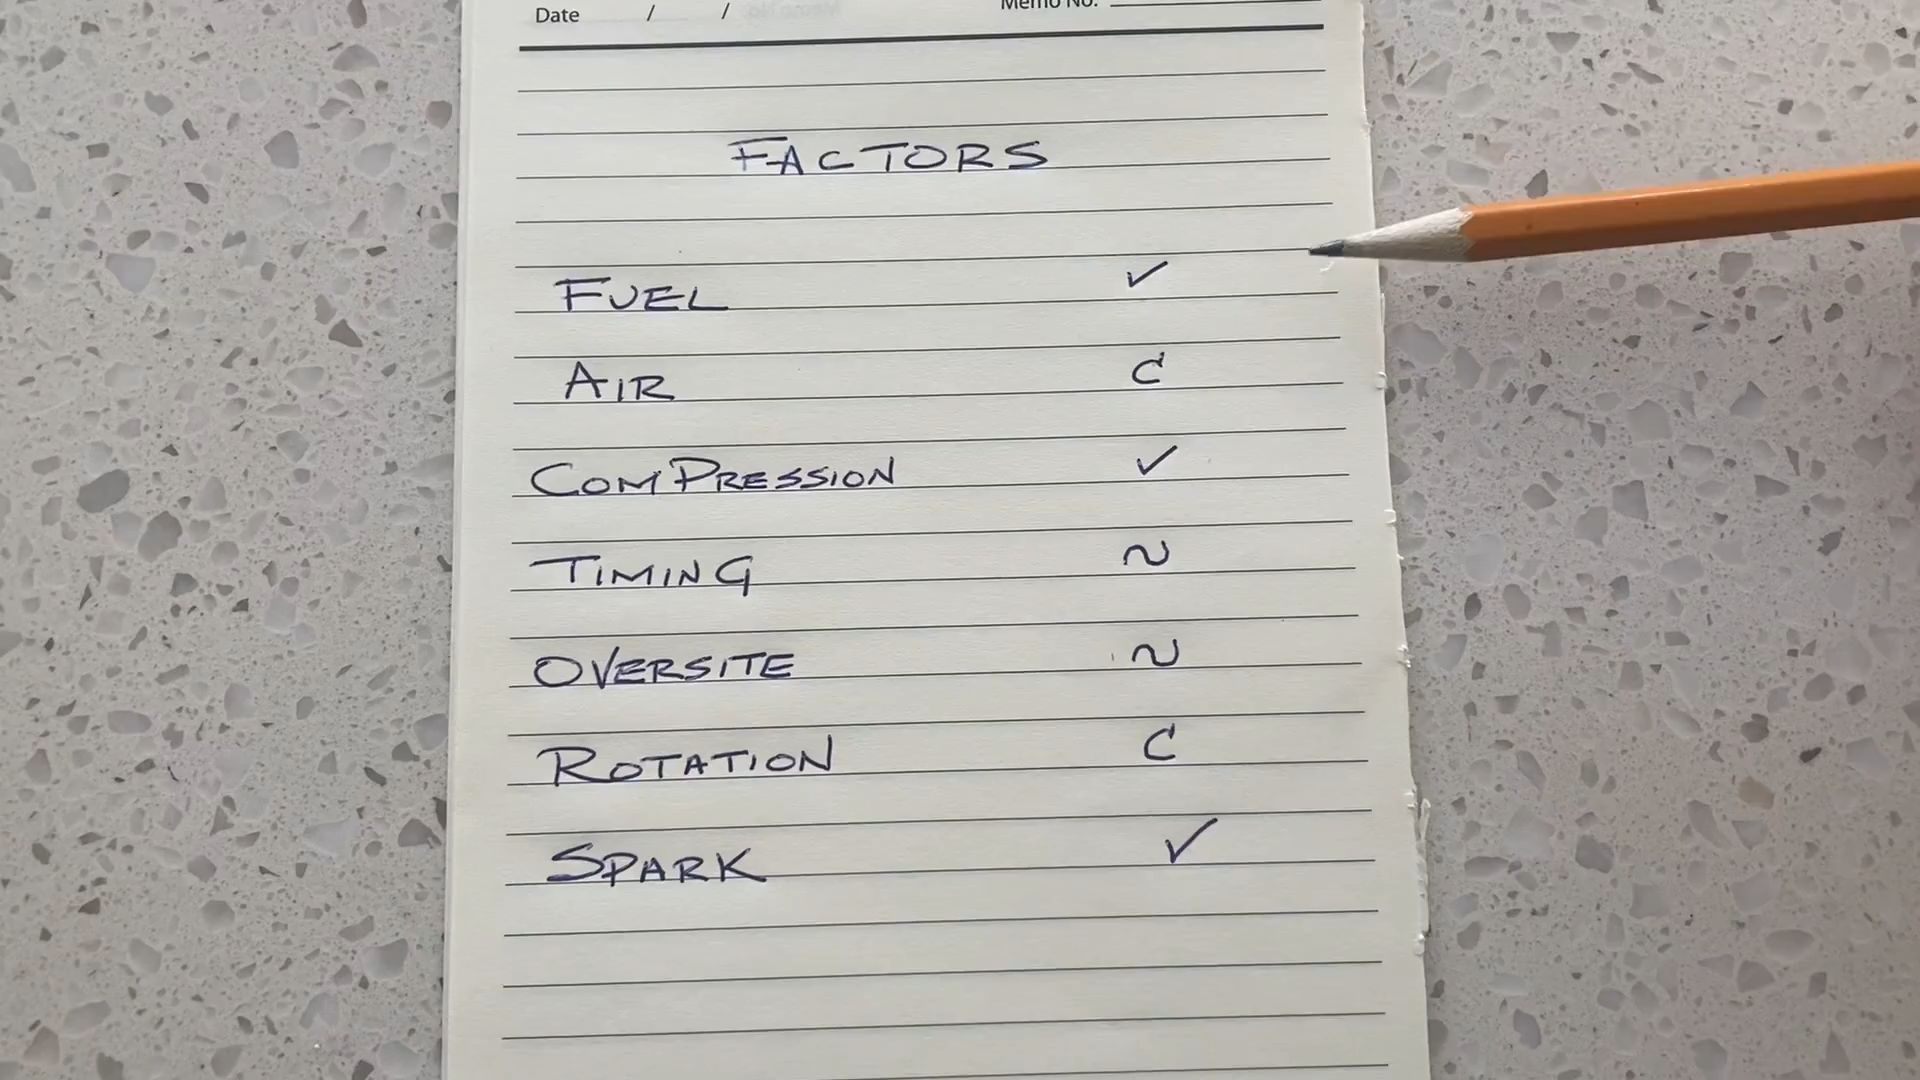 Date / / Memo No.
FACTORS
FUEL ✓
AIR C
COMPRESSION ✓
TIMING ~
OVERSITE ~
ROTATION C
SPARK ✓